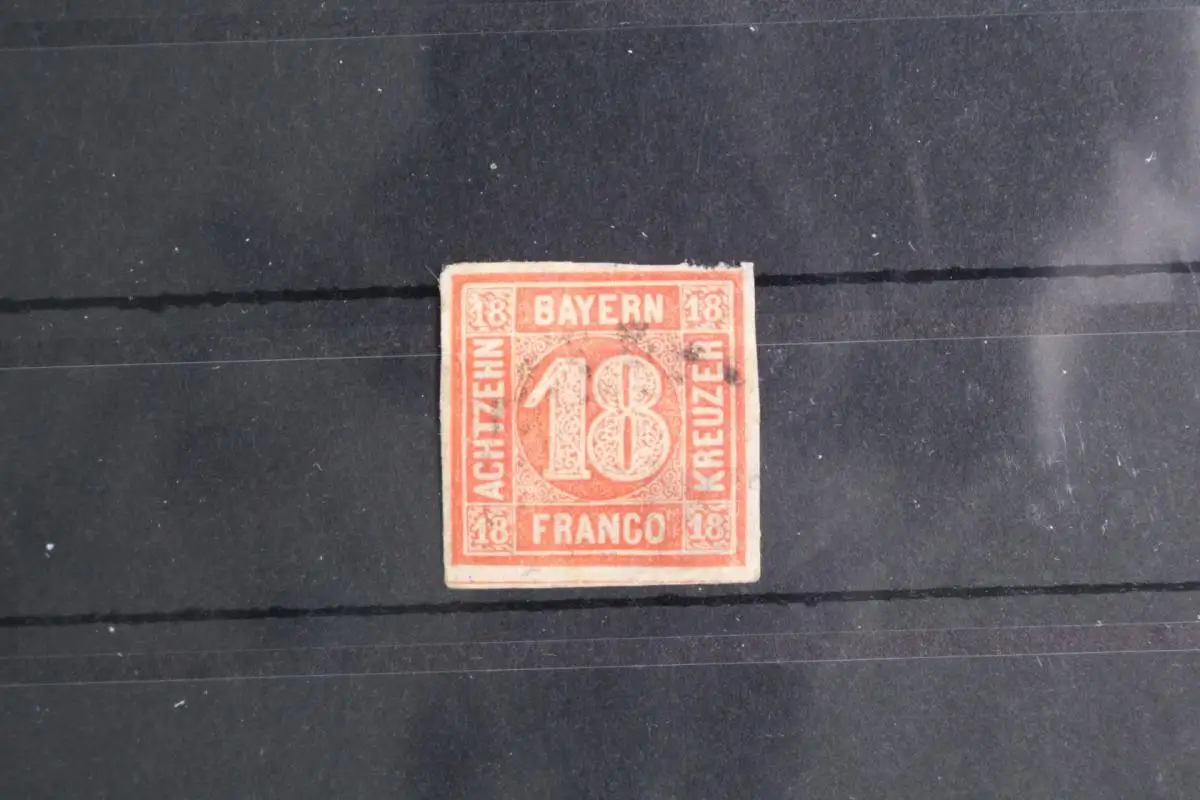 18 BAYERN 18
ACHTZEHN 18 KREUZER
18 FRANCO 18